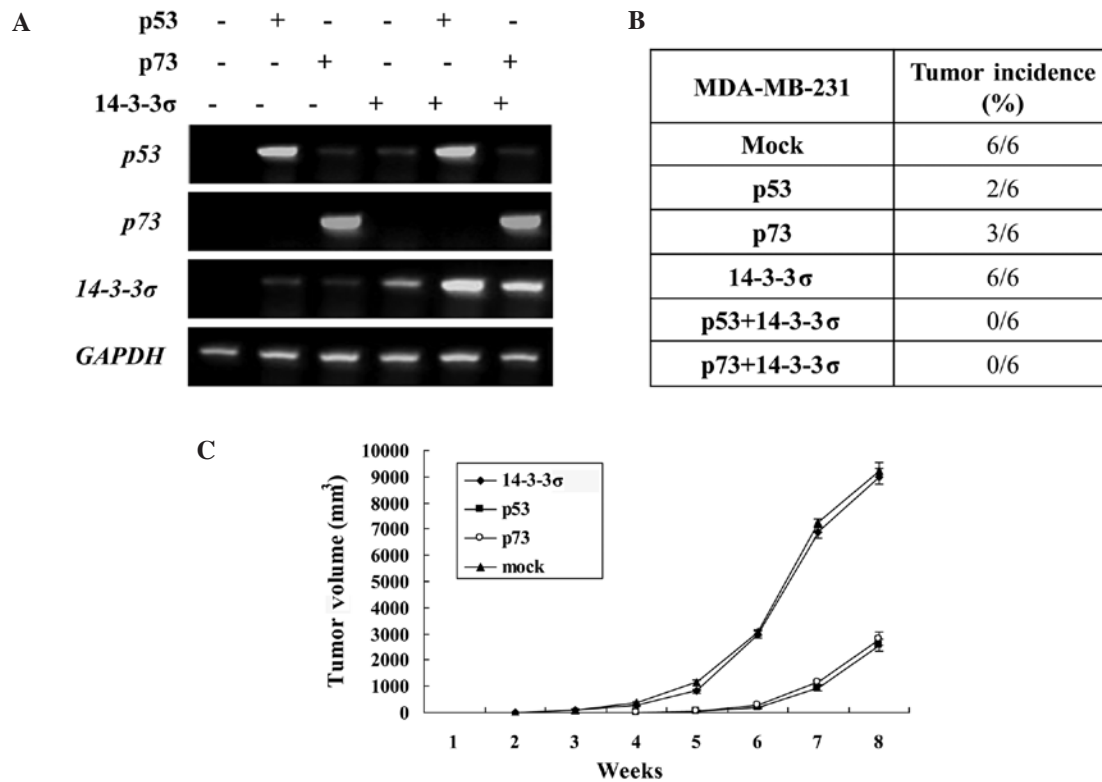 A
p53 - + - - + -
p73 - - + - - +
14-3-3σ - - - + + +
p53
p73
14-3-3σ
GAPDH
B
MDA-MB-231 Tumor incidence (%)
Mock 6/6
p53 2/6
p73 3/6
14-3-3σ 6/6
p53+14-3-3σ 0/6
p73+14-3-3σ 0/6
C
Tumor volume (mm³)
10000
9000
8000
7000
6000
5000
4000
3000
2000
1000
0
14-3-3σ
p53
p73
mock
1 2 3 4 5 6 7 8
Weeks